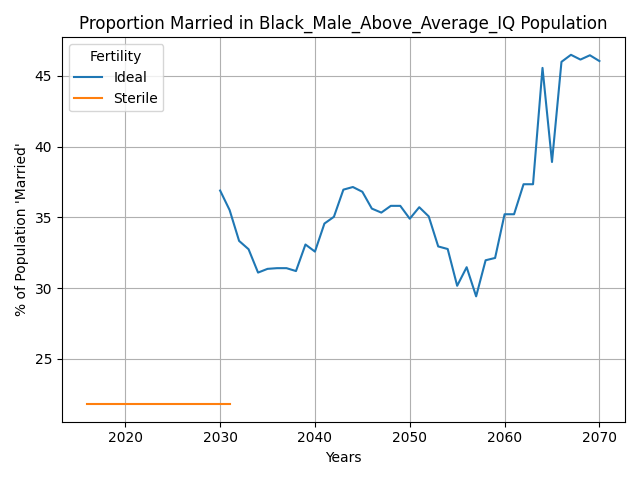 Proportion Married in Black_Male_Above_Average_IQ Population
Fertility
Ideal
Sterile
% of Population 'Married'
45
40
35
30
25
2020
2030
2040
2050
2060
2070
Years